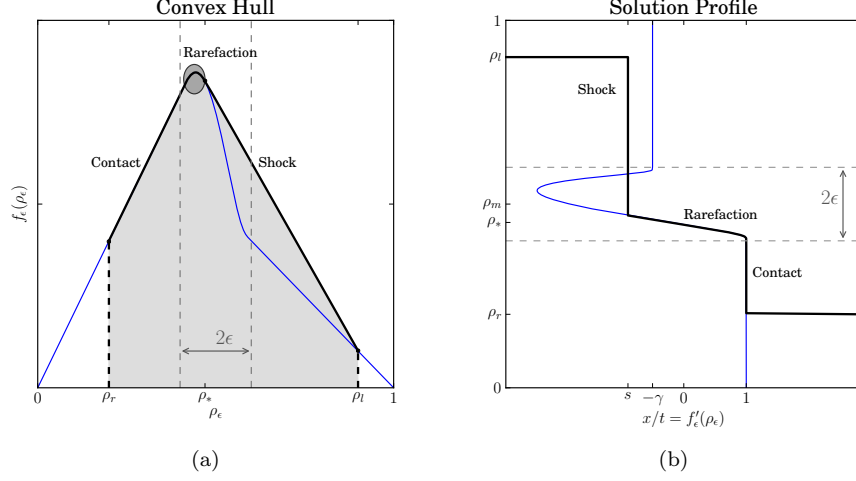 Convex Hull
Rarefaction
Contact
Shock
f_ϵ(ρ_ϵ)
2ϵ
0
ρ_r
ρ_*
ρ_l
1
ρ_ϵ
(a)
Solution Profile
1
ρ_l
Shock
ρ_m
ρ_*
Rarefaction
2ϵ
Contact
ρ_r
0
s
−γ
0
1
x/t = f′_ϵ(ρ_ϵ)
(b)